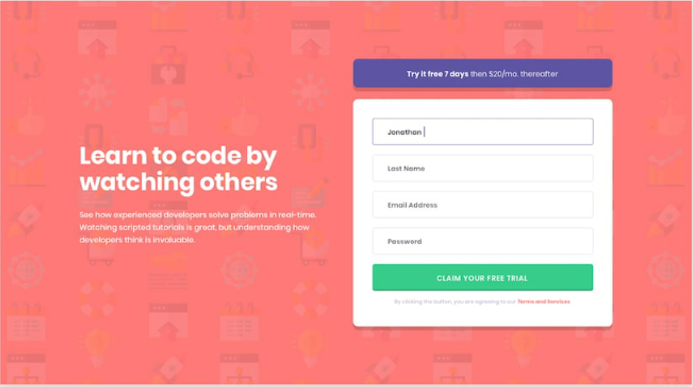 Try it free 7 days then $20/mo. thereafter
Learn to code by
watching others
See how experienced developers solve problems in real-time.
Watching scripted tutorials is great, but understanding how
developers think is invaluable.
Jonathan
Last Name
Email Address
Password
CLAIM YOUR FREE TRIAL
By clicking the button, you are agreeing to our Terms and Services